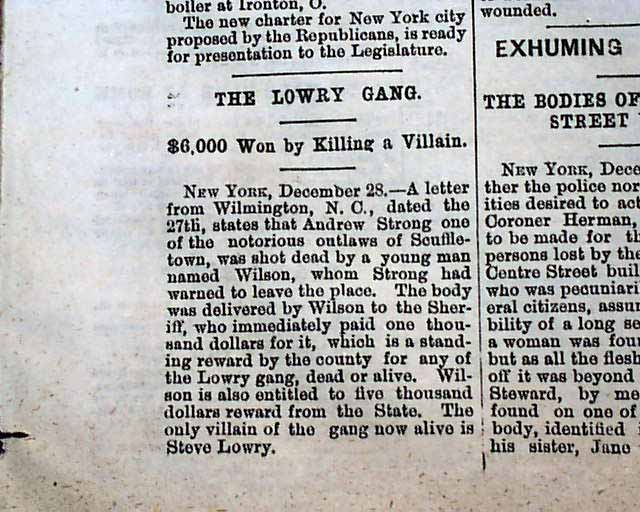 boiler at Ironton, O.
The new charter for New York city
proposed by the Republicans, is ready
for presentation to the Legislature.
THE LOWRY GANG.
$6,000 Won by Killing a Villain.
NEW YORK, December 28.—A letter
from Wilmington, N. C., dated the
27th, states that Andrew Strong one
of the notorious outlaws of Scuffle-
town, was shot dead by a young man
named Wilson, whom Strong had
warned to leave the place. The body
was delivered by Wilson to the Sher-
iff, who immediately paid one thou-
sand dollars for it, which is a stand-
ing reward by the county for any of
the Lowry gang, dead or alive. Wil-
son is also entitled to five thousand
dollars reward from the State. The
only villain of the gang now alive is
Steve Lowry.
wounded.
EXHUMING
THE BODIES OF
STREET
NEW YORK, Dece
ther the police nor
ities desired to act
Coroner Herman,
to be made for th
persons lost by the
Centre Street buil
who was pecuniari
eral citizens, assur
bility of a long se
a woman was foun
but as all the flesh
off it was beyond
Steward, by me
found on one of
body, identified
his sister, Jane